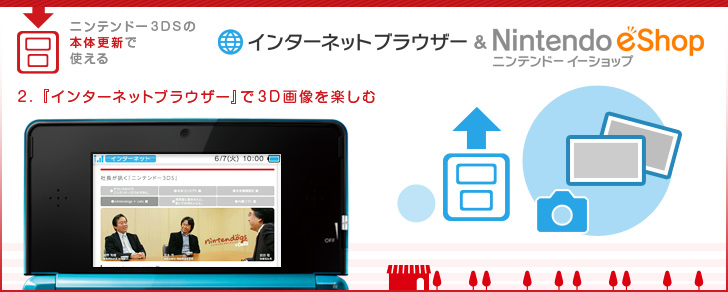 ニンテンドー3DSの
本体更新で
使える
インターネットブラウザー & Nintendo eShop
ニンテンドーイーショップ
2.『インターネットブラウザー』で3D画像を楽しむ
インターネット 6/7(火) 10:00
社長が訊く『ニンテンドー3DS』
nintendogs
OFF